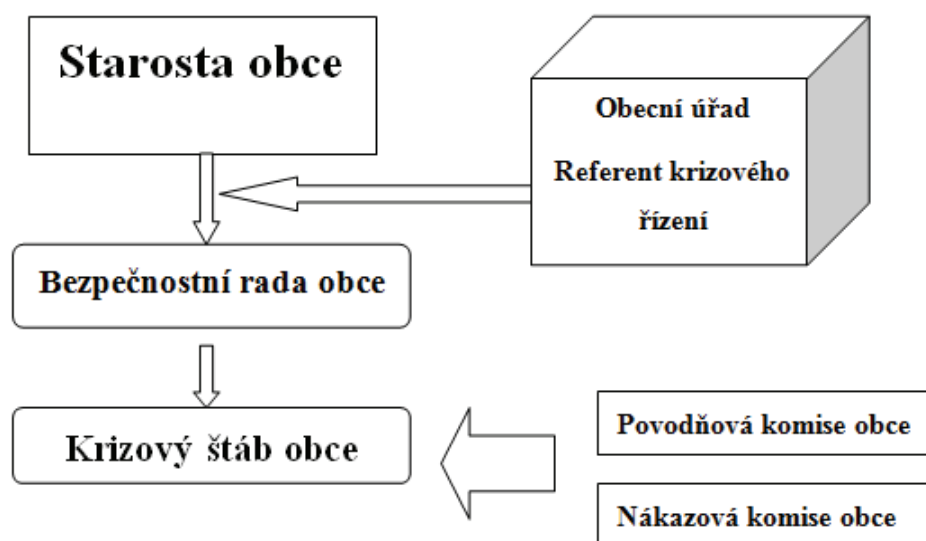 Starosta obce
Obecní úřad
Referent krizového
řízení
Bezpečnostní rada obce
Krizový štáb obce
Povodňová komise obce
Nákazová komise obce